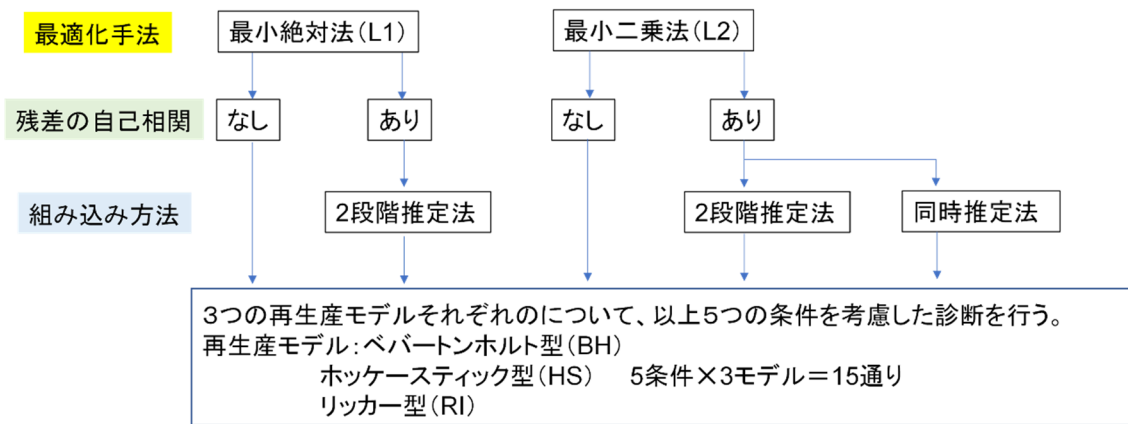 最適化手法
最小絶対法(L1)
最小二乗法(L2)
残差の自己相関
なし
あり
なし
あり
組み込み方法
2段階推定法
2段階推定法
同時推定法
3つの再生産モデルそれぞれのについて、以上5つの条件を考慮した診断を行う。
再生産モデル：ベバートンホルト型(BH)
ホッケースティック型(HS) 5条件×3モデル＝15通り
リッカー型(RI)